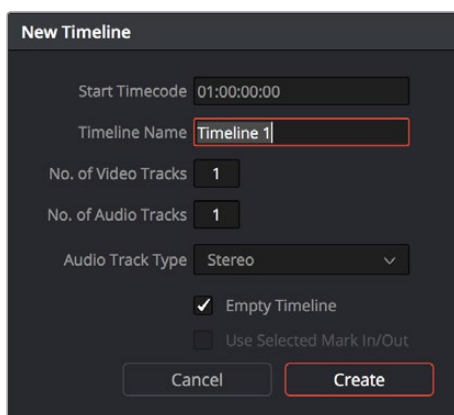 New Timeline
Start Timecode 01:00:00:00
Timeline Name Timeline 1
No. of Video Tracks 1
No. of Audio Tracks 1
Audio Track Type Stereo
Empty Timeline
Use Selected Mark In/Out
Cancel Create